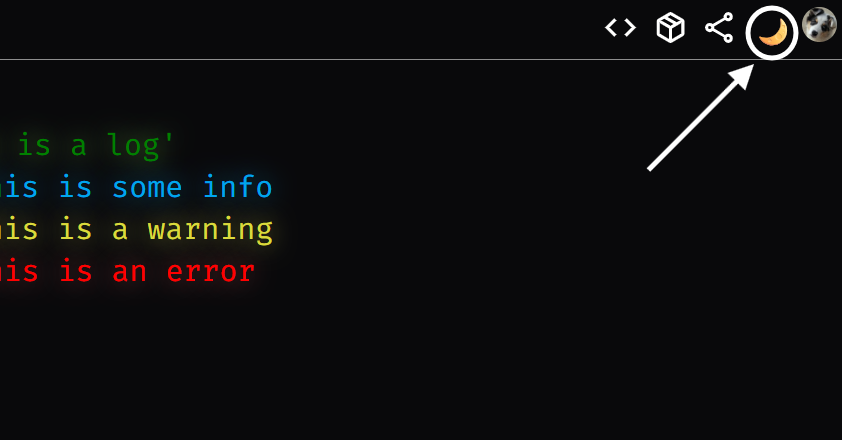 is a log'
is is some info
is is a warning
is is an error